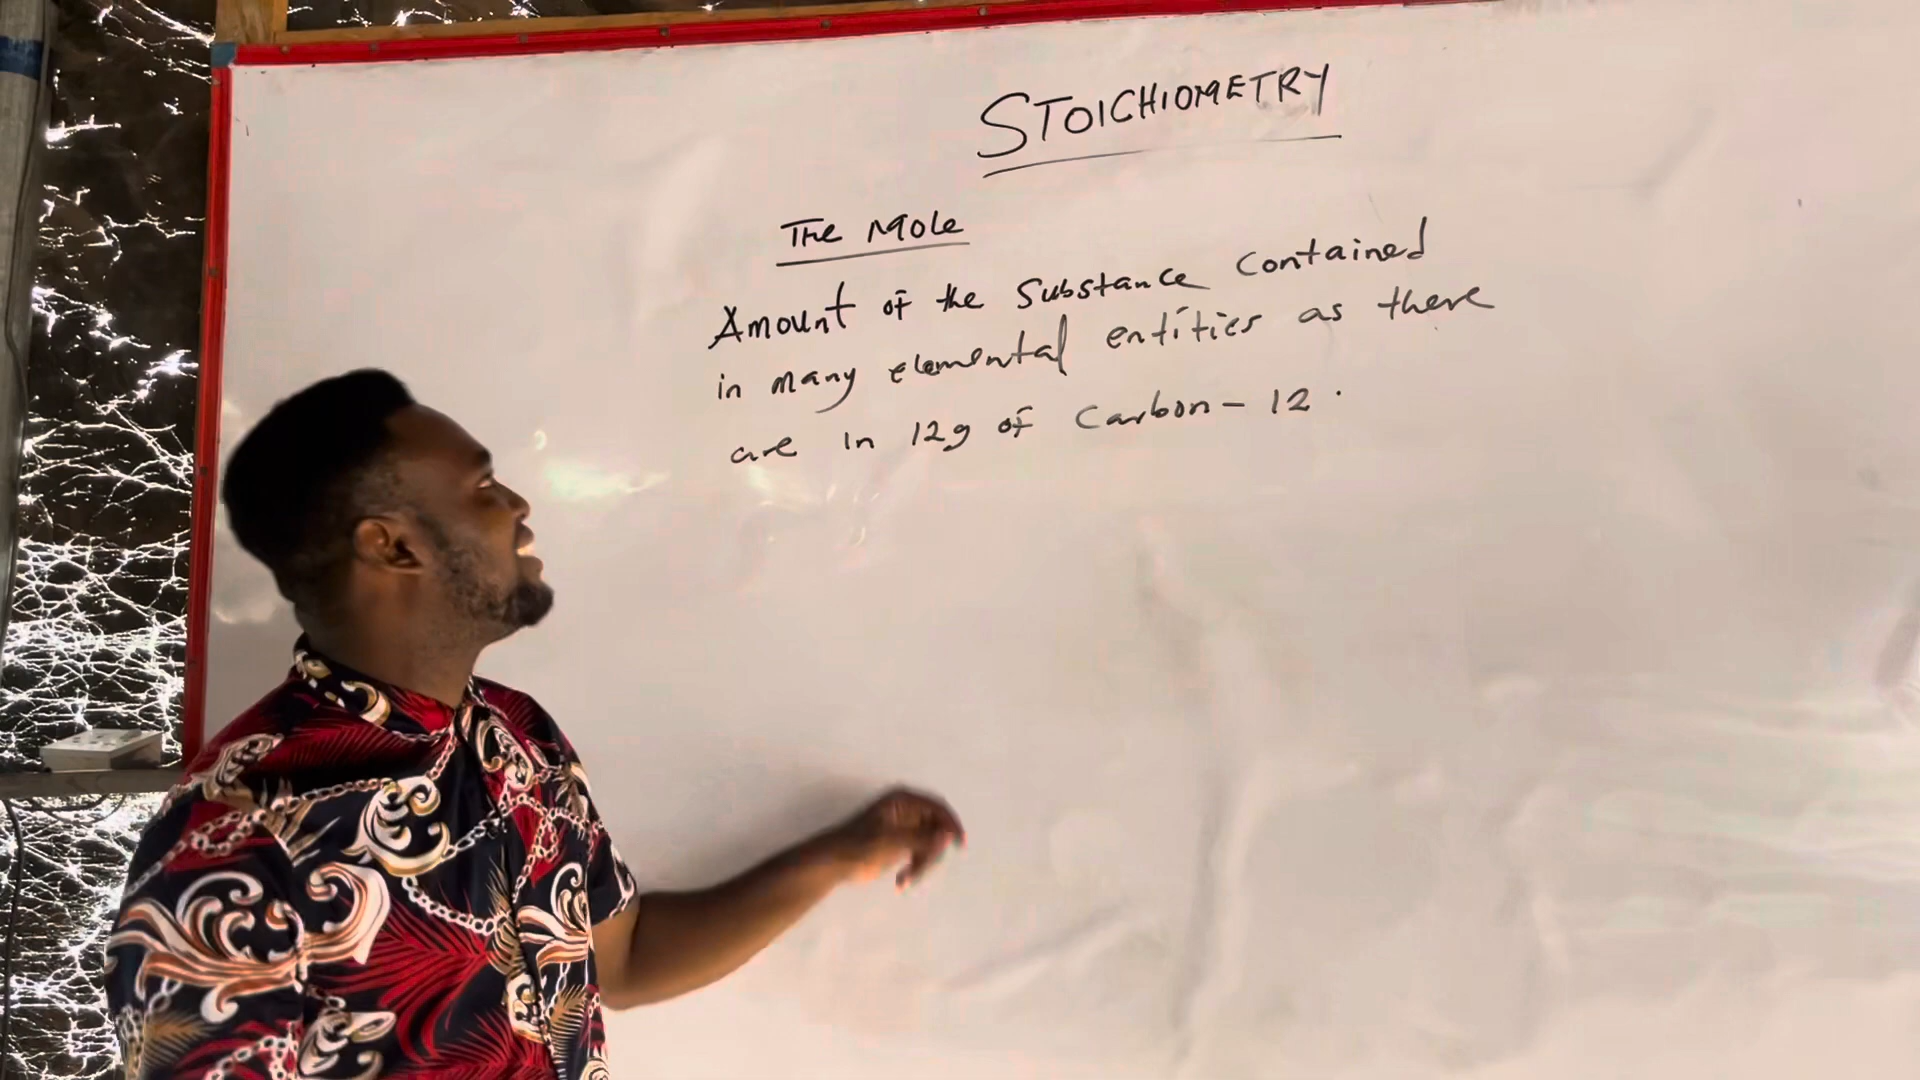 STOICHIOMETRY
The Mole
Amount of the Substance Contained
in many elemental entities as there
are in 12g of Carbon - 12.